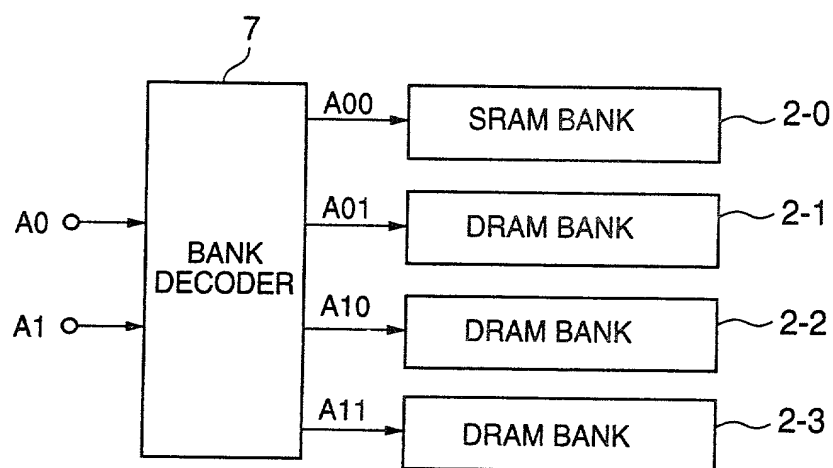 7
A00
SRAM BANK
2-0
A0
A01
DRAM BANK
2-1
BANK
DECODER
A1
A10
DRAM BANK
2-2
A11
DRAM BANK
2-3